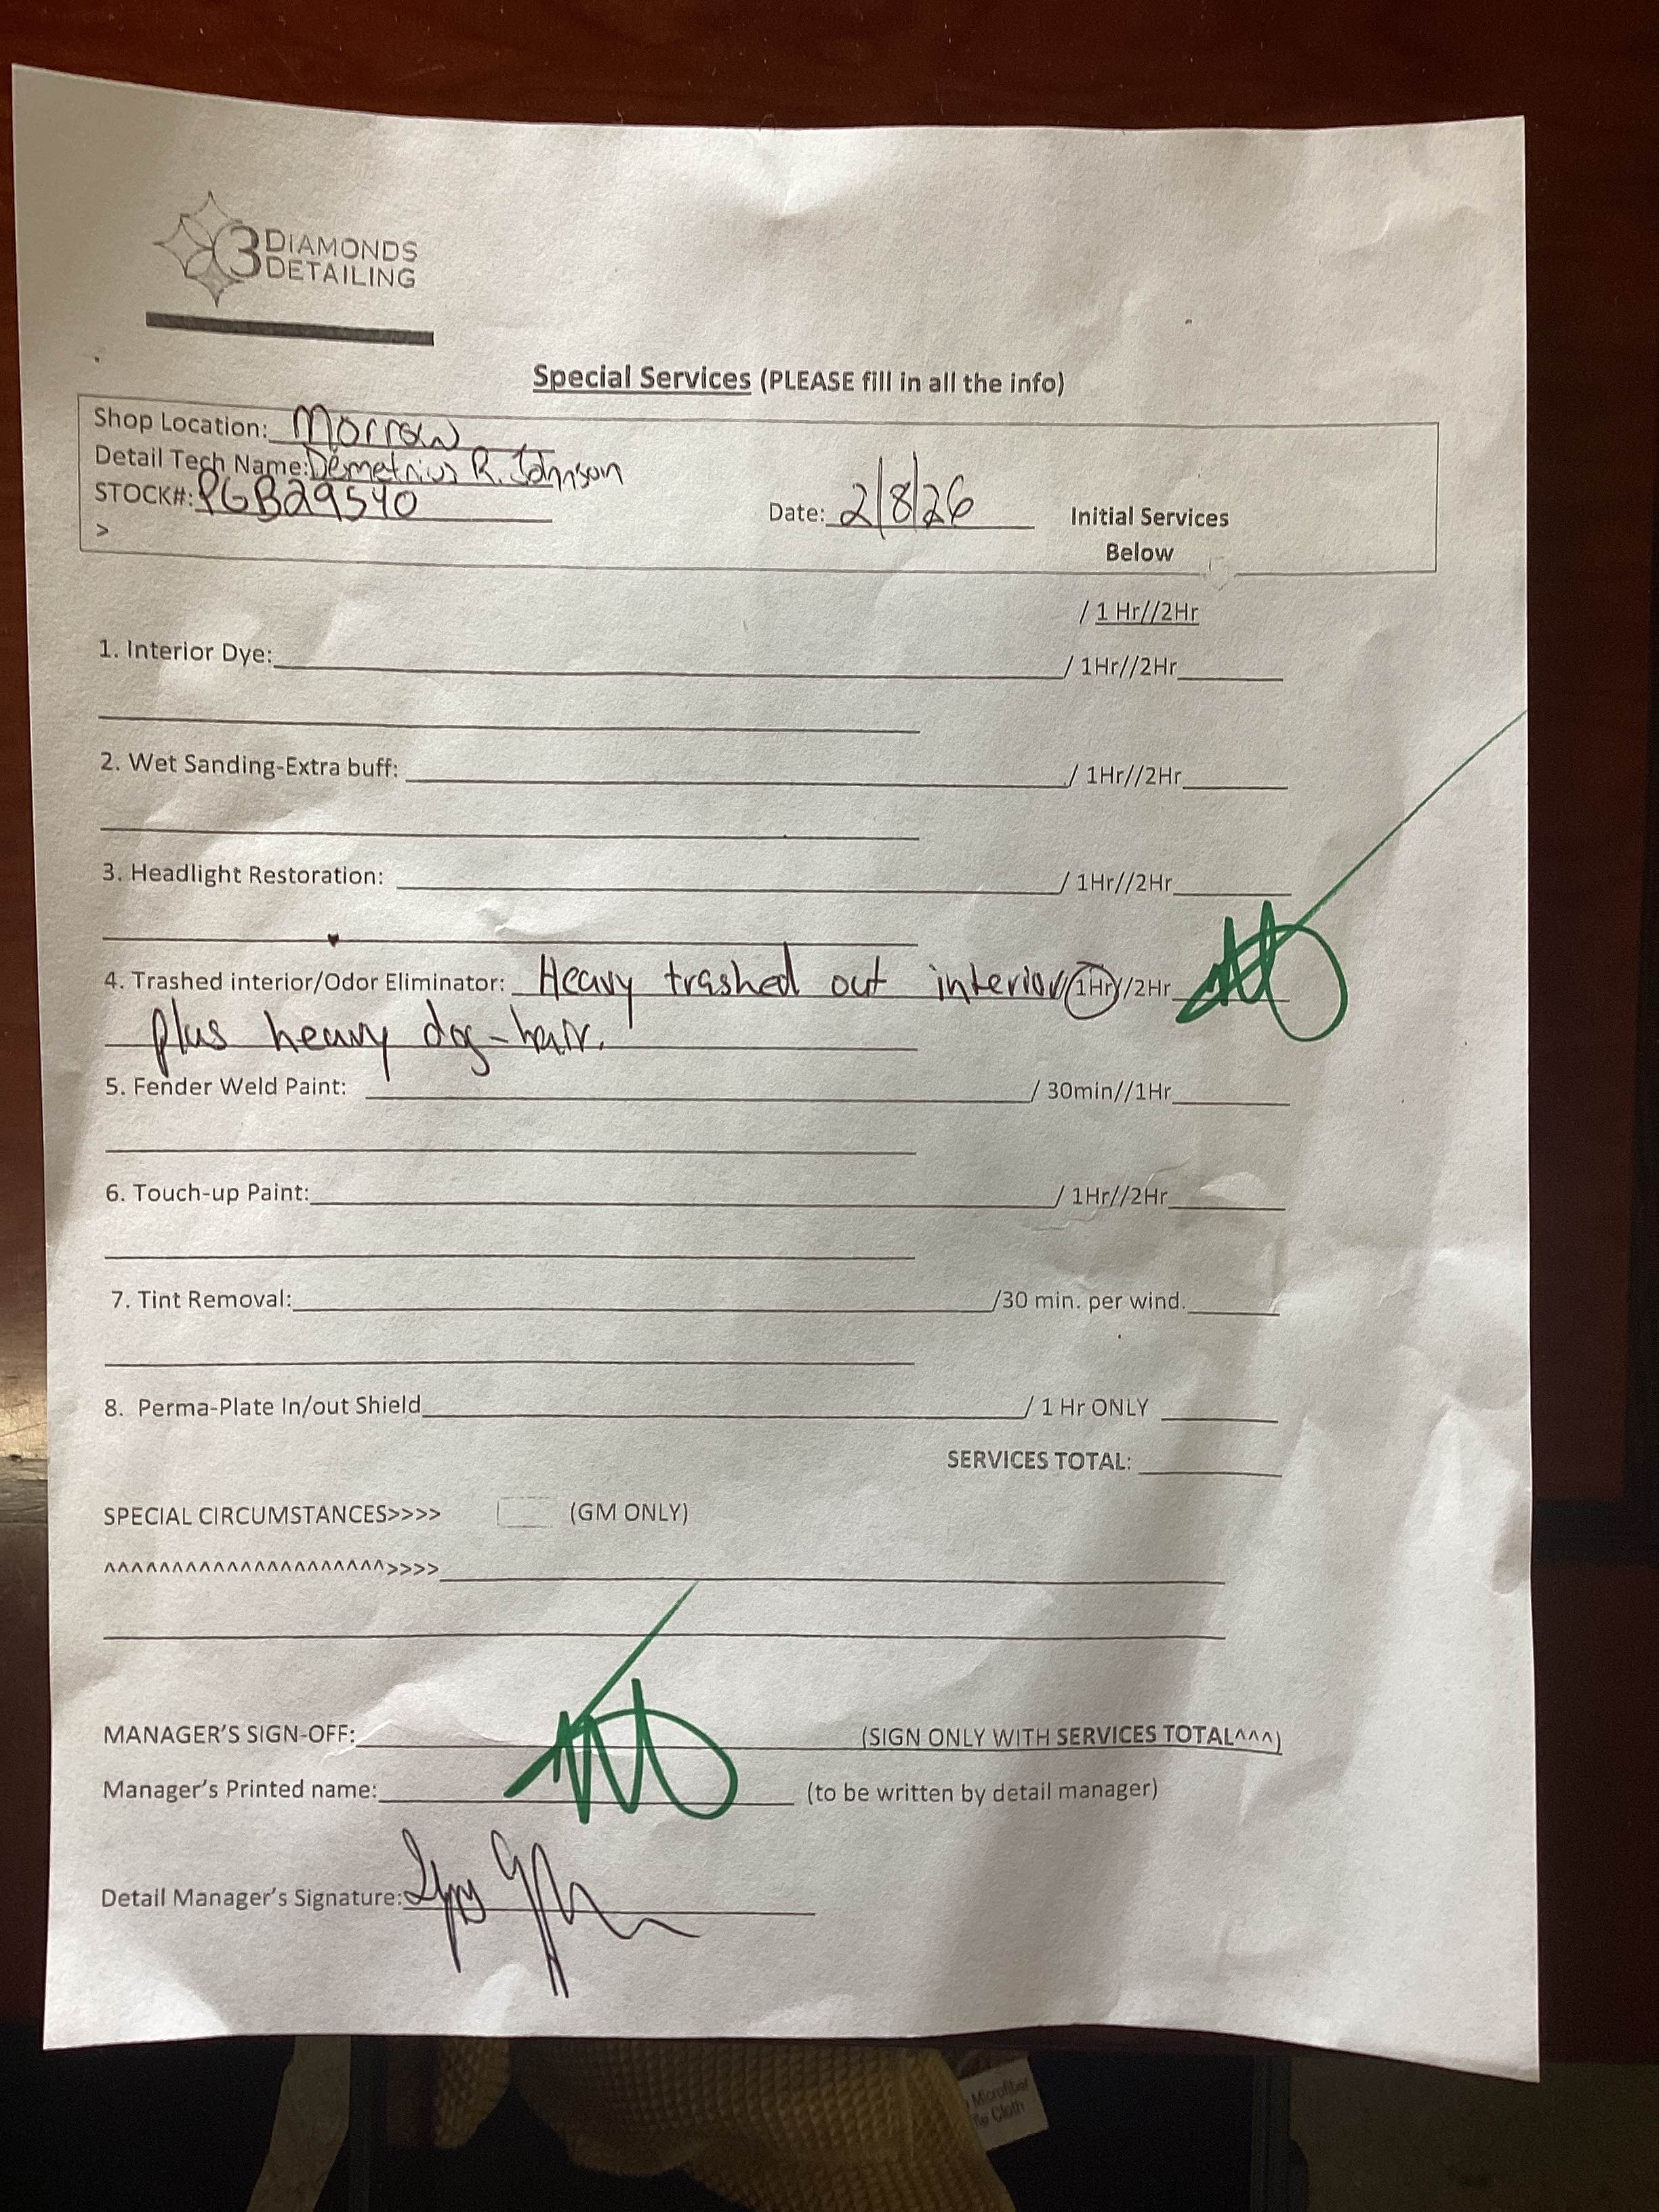 3 DIAMONDS
DETAILING
Special Services (PLEASE fill in all the info)
Shop Location: Morrow
Detail Tech Name: Demetrius R. Johnson
STOCK#: PGB29540
Date: 2/8/26
Initial Services
Below
>
/ 1 Hr//2Hr
1. Interior Dye: / 1Hr//2Hr
2. Wet Sanding-Extra buff: / 1Hr//2Hr
3. Headlight Restoration: / 1Hr//2Hr
4. Trashed interior/Odor Eliminator: Heavy trashed out interior / 1Hr//2Hr
plus heavy dog-hair.
5. Fender Weld Paint: / 30min//1Hr
6. Touch-up Paint: / 1Hr//2Hr
7. Tint Removal: /30 min. per wind.
8. Perma-Plate In/out Shield / 1 Hr ONLY
SERVICES TOTAL:
SPECIAL CIRCUMSTANCES>>>> (GM ONLY)
^^^^^^^^^^^^^^^^^^^^^>>>>
MANAGER'S SIGN-OFF: (SIGN ONLY WITH SERVICES TOTAL^^^)
Manager's Printed name: (to be written by detail manager)
Detail Manager's Signature:
Microfiber
Cloth